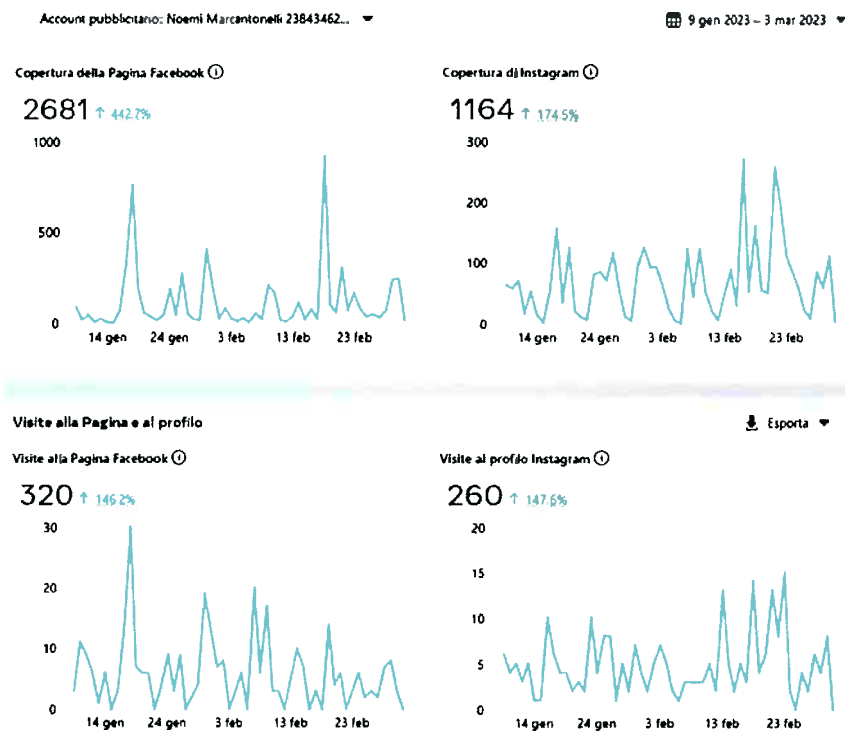 Account pubblicitario: Noemi Marcantonelli 23843462...
9 gen 2023 – 3 mar 2023
Copertura della Pagina Facebook
Copertura di Instagram
2681 ↑ 442.7%
1164 ↑ 174.5%
1000
500
0
14 gen 24 gen 3 feb 13 feb 23 feb
300
200
100
0
14 gen 24 gen 3 feb 13 feb 23 feb
Visite alla Pagina e al profilo
Esporta
Visite alla Pagina Facebook
Visite al profilo Instagram
320 ↑ 146.2%
260 ↑ 147.6%
30
20
10
0
14 gen 24 gen 3 feb 13 feb 23 feb
20
15
10
5
0
14 gen 24 gen 3 feb 13 feb 23 feb